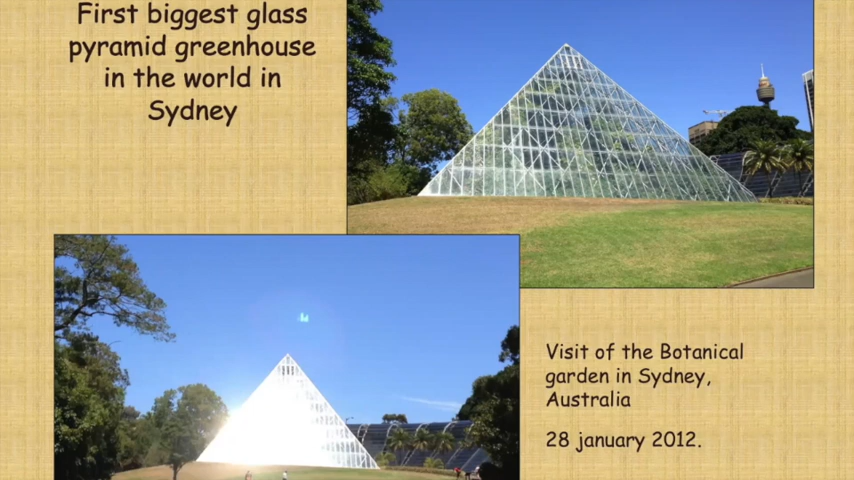 First biggest glass
pyramid greenhouse
in the world in
Sydney
Visit of the Botanical
garden in Sydney,
Australia
28 january 2012.